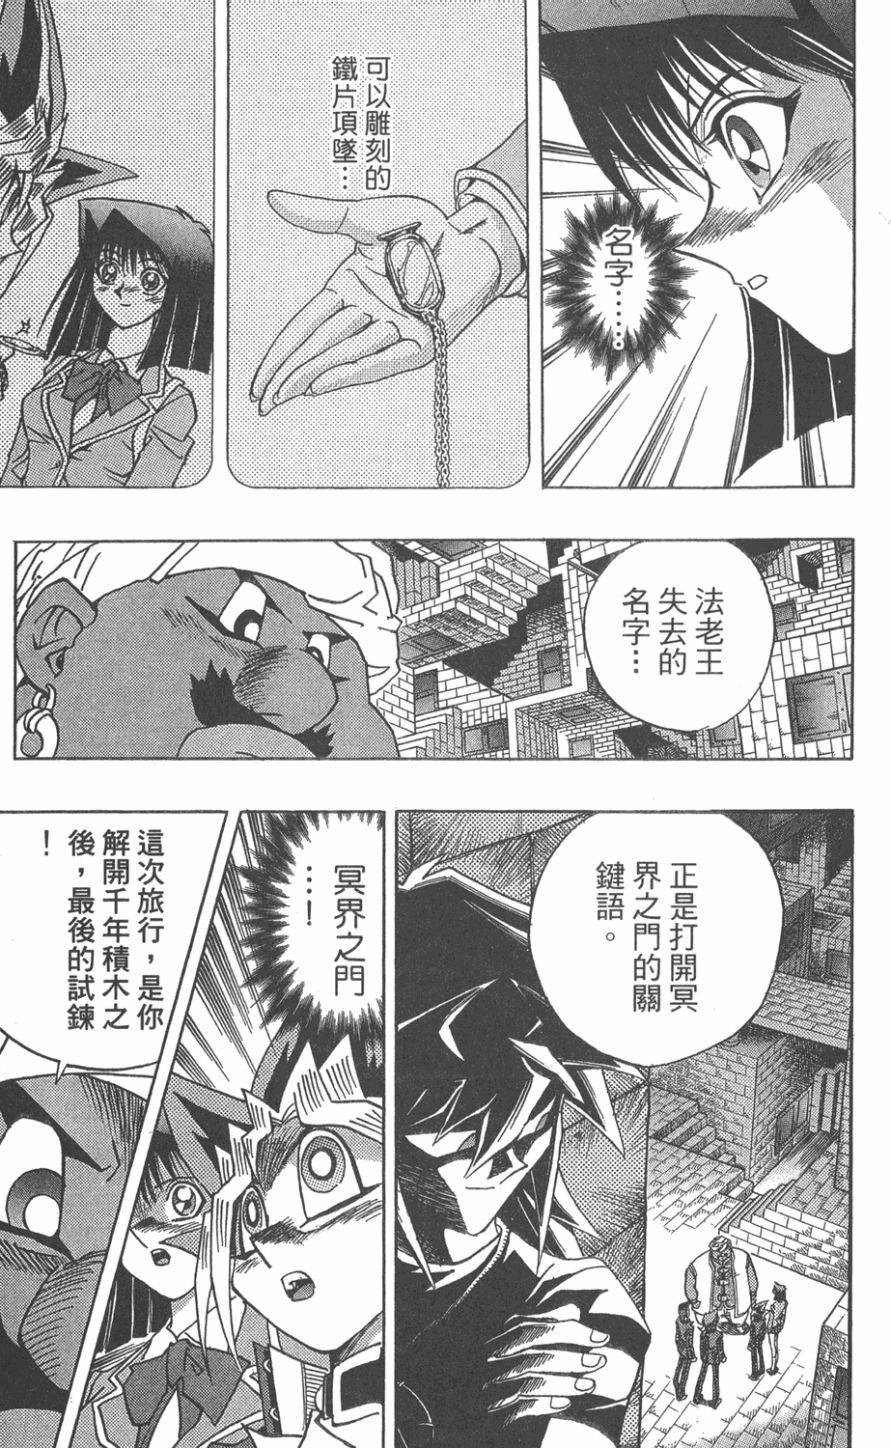 名字……
可以雕刻的
鐵片項墜…
法老王
失去的
名字…
正是打開冥
界之門的關
鍵語。
冥界之門
…！
這次旅行，是你
解開千年積木之
後，最後的試鍊
！